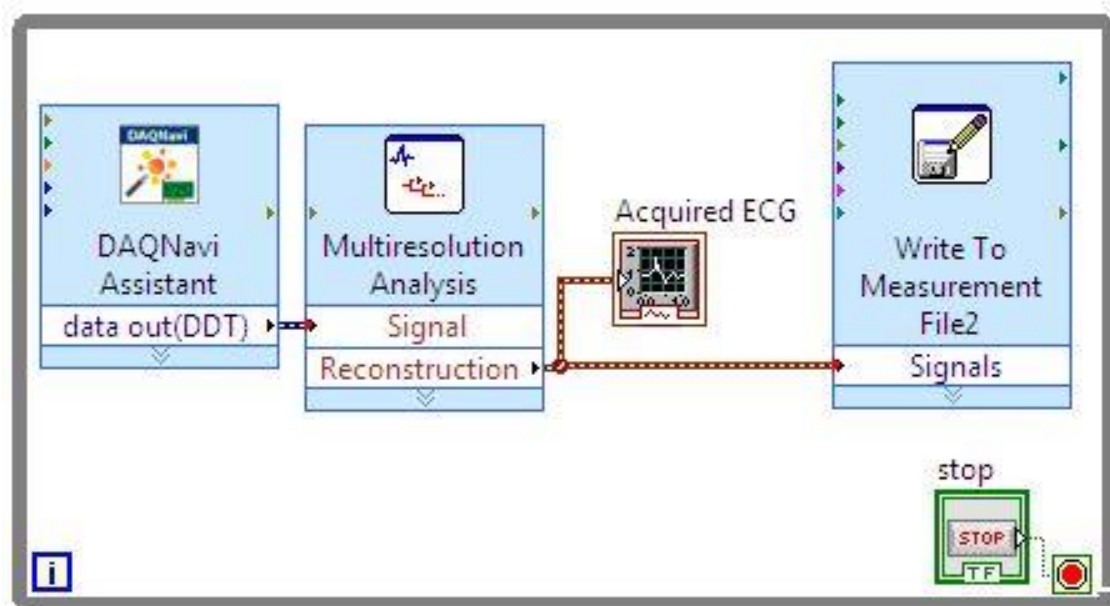 DAQNavi
DAQNavi
Assistant
data out(DDT)
Multiresolution
Analysis
Signal
Reconstruction
Acquired ECG
Write To
Measurement
File2
Signals
stop
STOP
TF
i